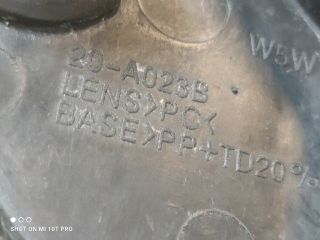 W5W
20-A023B
LENS>PC<
BASE>PP+TD20%
SHOT ON MI 10T PRO